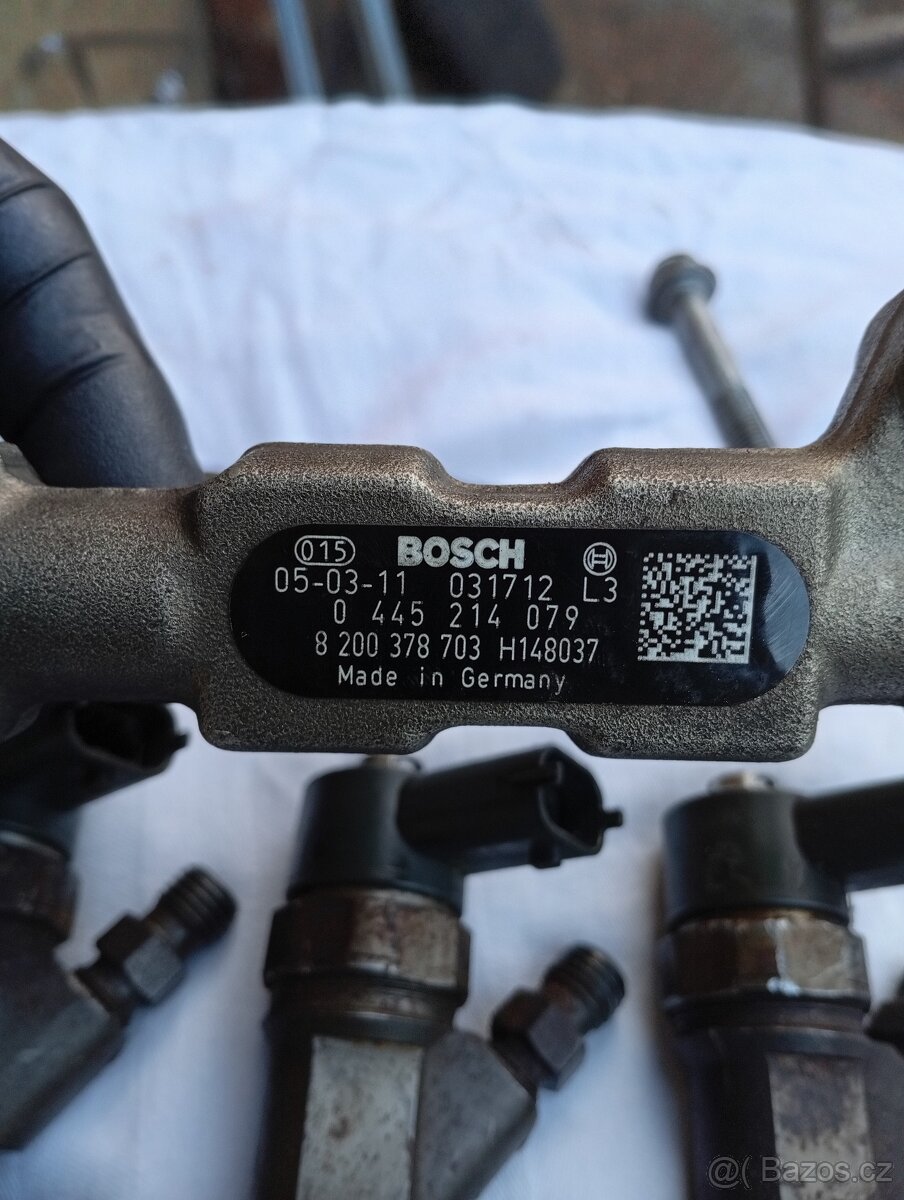 015 BOSCH
05-03-11 031712 L3
0 445 214 079
8 200 378 703 H148037
Made in Germany
@( Bazos.cz